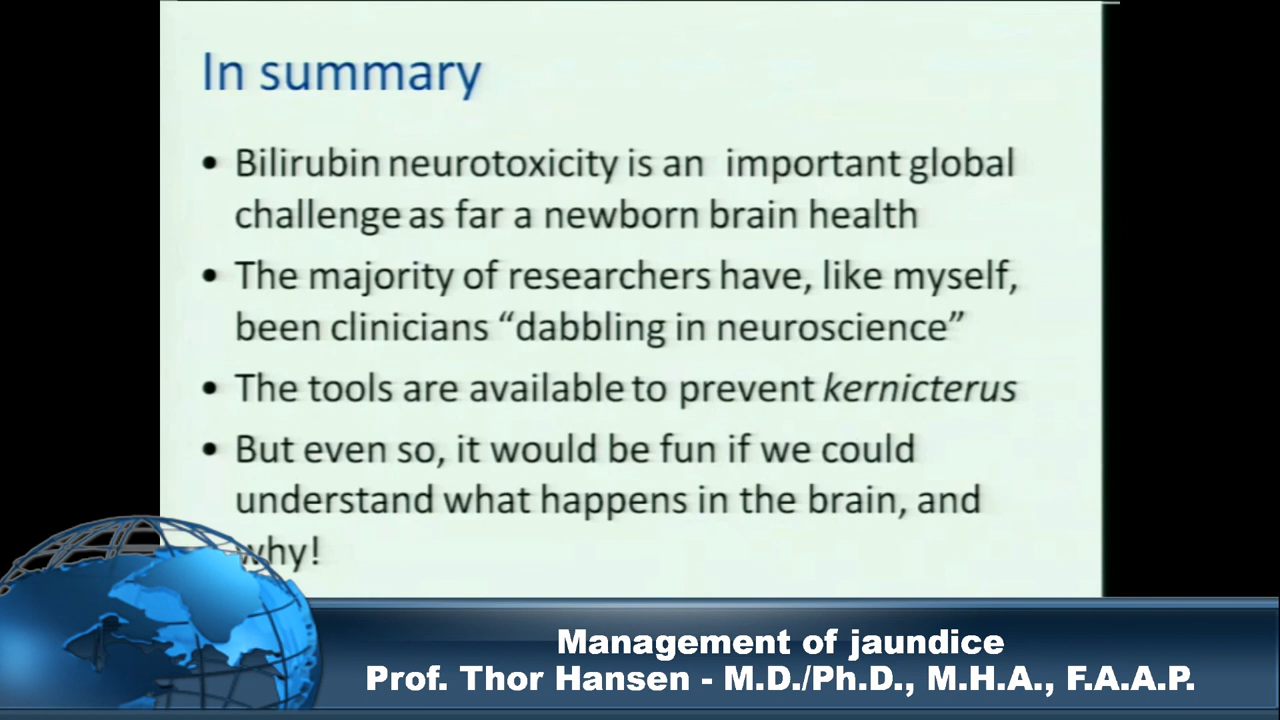 In summary
• Bilirubin neurotoxicity is an important global
challenge as far a newborn brain health
• The majority of researchers have, like myself,
been clinicians “dabbling in neuroscience”
• The tools are available to prevent kernicterus
• But even so, it would be fun if we could
understand what happens in the brain, and
why!
Management of jaundice
Prof. Thor Hansen - M.D./Ph.D., M.H.A., F.A.A.P.